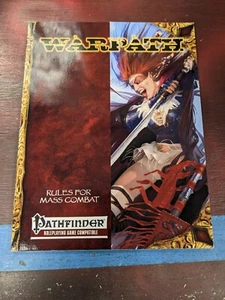 WARPATH
RULES FOR
MASS COMBAT
PATHFINDER
ROLEPLAYING GAME COMPATIBLE